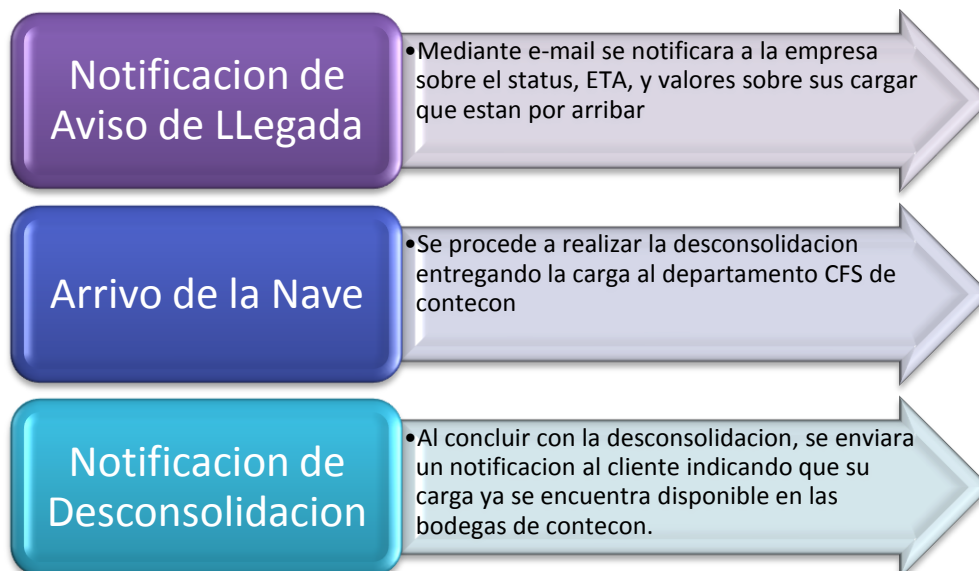 Notificacion de
Aviso de LLegada
•Mediante e-mail se notificara a la empresa
sobre el status, ETA, y valores sobre sus cargar
que estan por arribar
Arrivo de la Nave
•Se procede a realizar la desconsolidacion
entregando la carga al departamento CFS de
contecon
Notificacion de
Desconsolidacion
•Al concluir con la desconsolidacion, se enviara
un notificacion al cliente indicando que su
carga ya se encuentra disponible en las
bodegas de contecon.